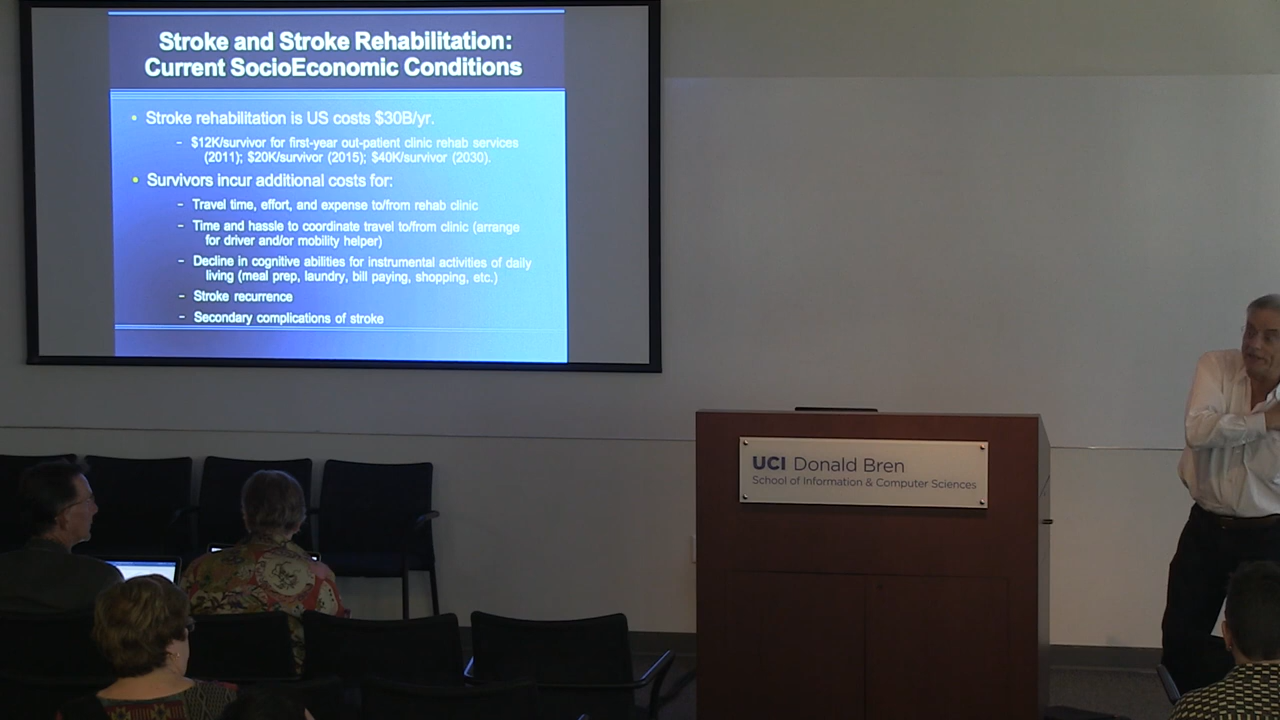 Stroke and Stroke Rehabilitation:
Current SocioEconomic Conditions
• Stroke rehabilitation is US costs $30B/yr.
– $12K/survivor for first-year out-patient clinic rehab services
(2011); $20K/survivor (2015); $40K/survivor (2030).
• Survivors incur additional costs for:
– Travel time, effort, and expense to/from rehab clinic
– Time and hassle to coordinate travel to/from clinic (arrange
for driver and/or mobility helper)
– Decline in cognitive abilities for instrumental activities of daily
living (meal prep, laundry, bill paying, shopping, etc.)
– Stroke recurrence
– Secondary complications of stroke
UCI Donald Bren
School of Information & Computer Sciences